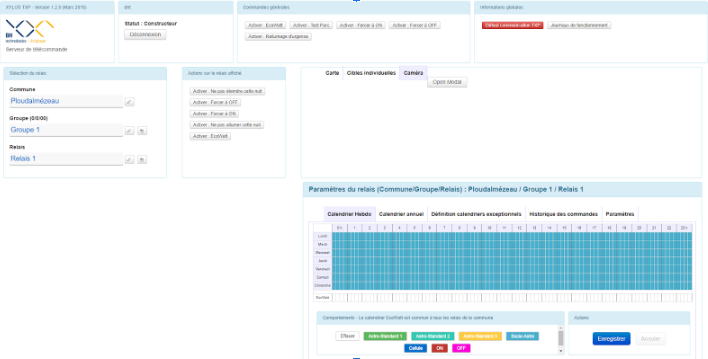 XYLOS TXP - Version 1.2.9 (Mars 2016)
BH
Serveur de télécommande
BH
Statut : Constructeur
Déconnexion
Commandes générales
Activer : EcoWatt
Activer : Test Parc
Activer : Forcer à ON
Activer : Forcer à OFF
Activer : Rallumage d'urgence
Informations globales
Défaut communication TXP
Journaux de fonctionnement
Sélection du relais
Commune
Ploudalmézeau
Groupe (0/0/00)
Groupe 1
Relais
Relais 1
Actions sur le relais affiché
Activer : Ne pas éteindre cette nuit
Activer : Forcer à OFF
Activer : Forcer à ON
Activer : Ne pas allumer cette nuit
Activer : EcoWatt
Carte Cibles individuelles Caméra
Open Modal
Paramètres du relais (Commune/Groupe/Relais) : Ploudalmézeau / Groupe 1 / Relais 1
Calendrier Hebdo Calendrier annuel Définition calendriers exceptionnels Historique des commandes Paramètres
0 h 1 2 3 4 5 6 7 8 9 10 11 12 13 14 15 16 17 18 19 20 21 22 23 h
Lundi
Mardi
Mercredi
Jeudi
Vendredi
Samedi
Dimanche
EcoWatt
Comportements - Le calendrier EcoWatt est commun à tous les relais de la commune
Effacer
Astro-Standard 1
Astro-Standard 2
Astro-Standard 3
Cellule
ON
OFF
Actions
Enregistrer
Annuler